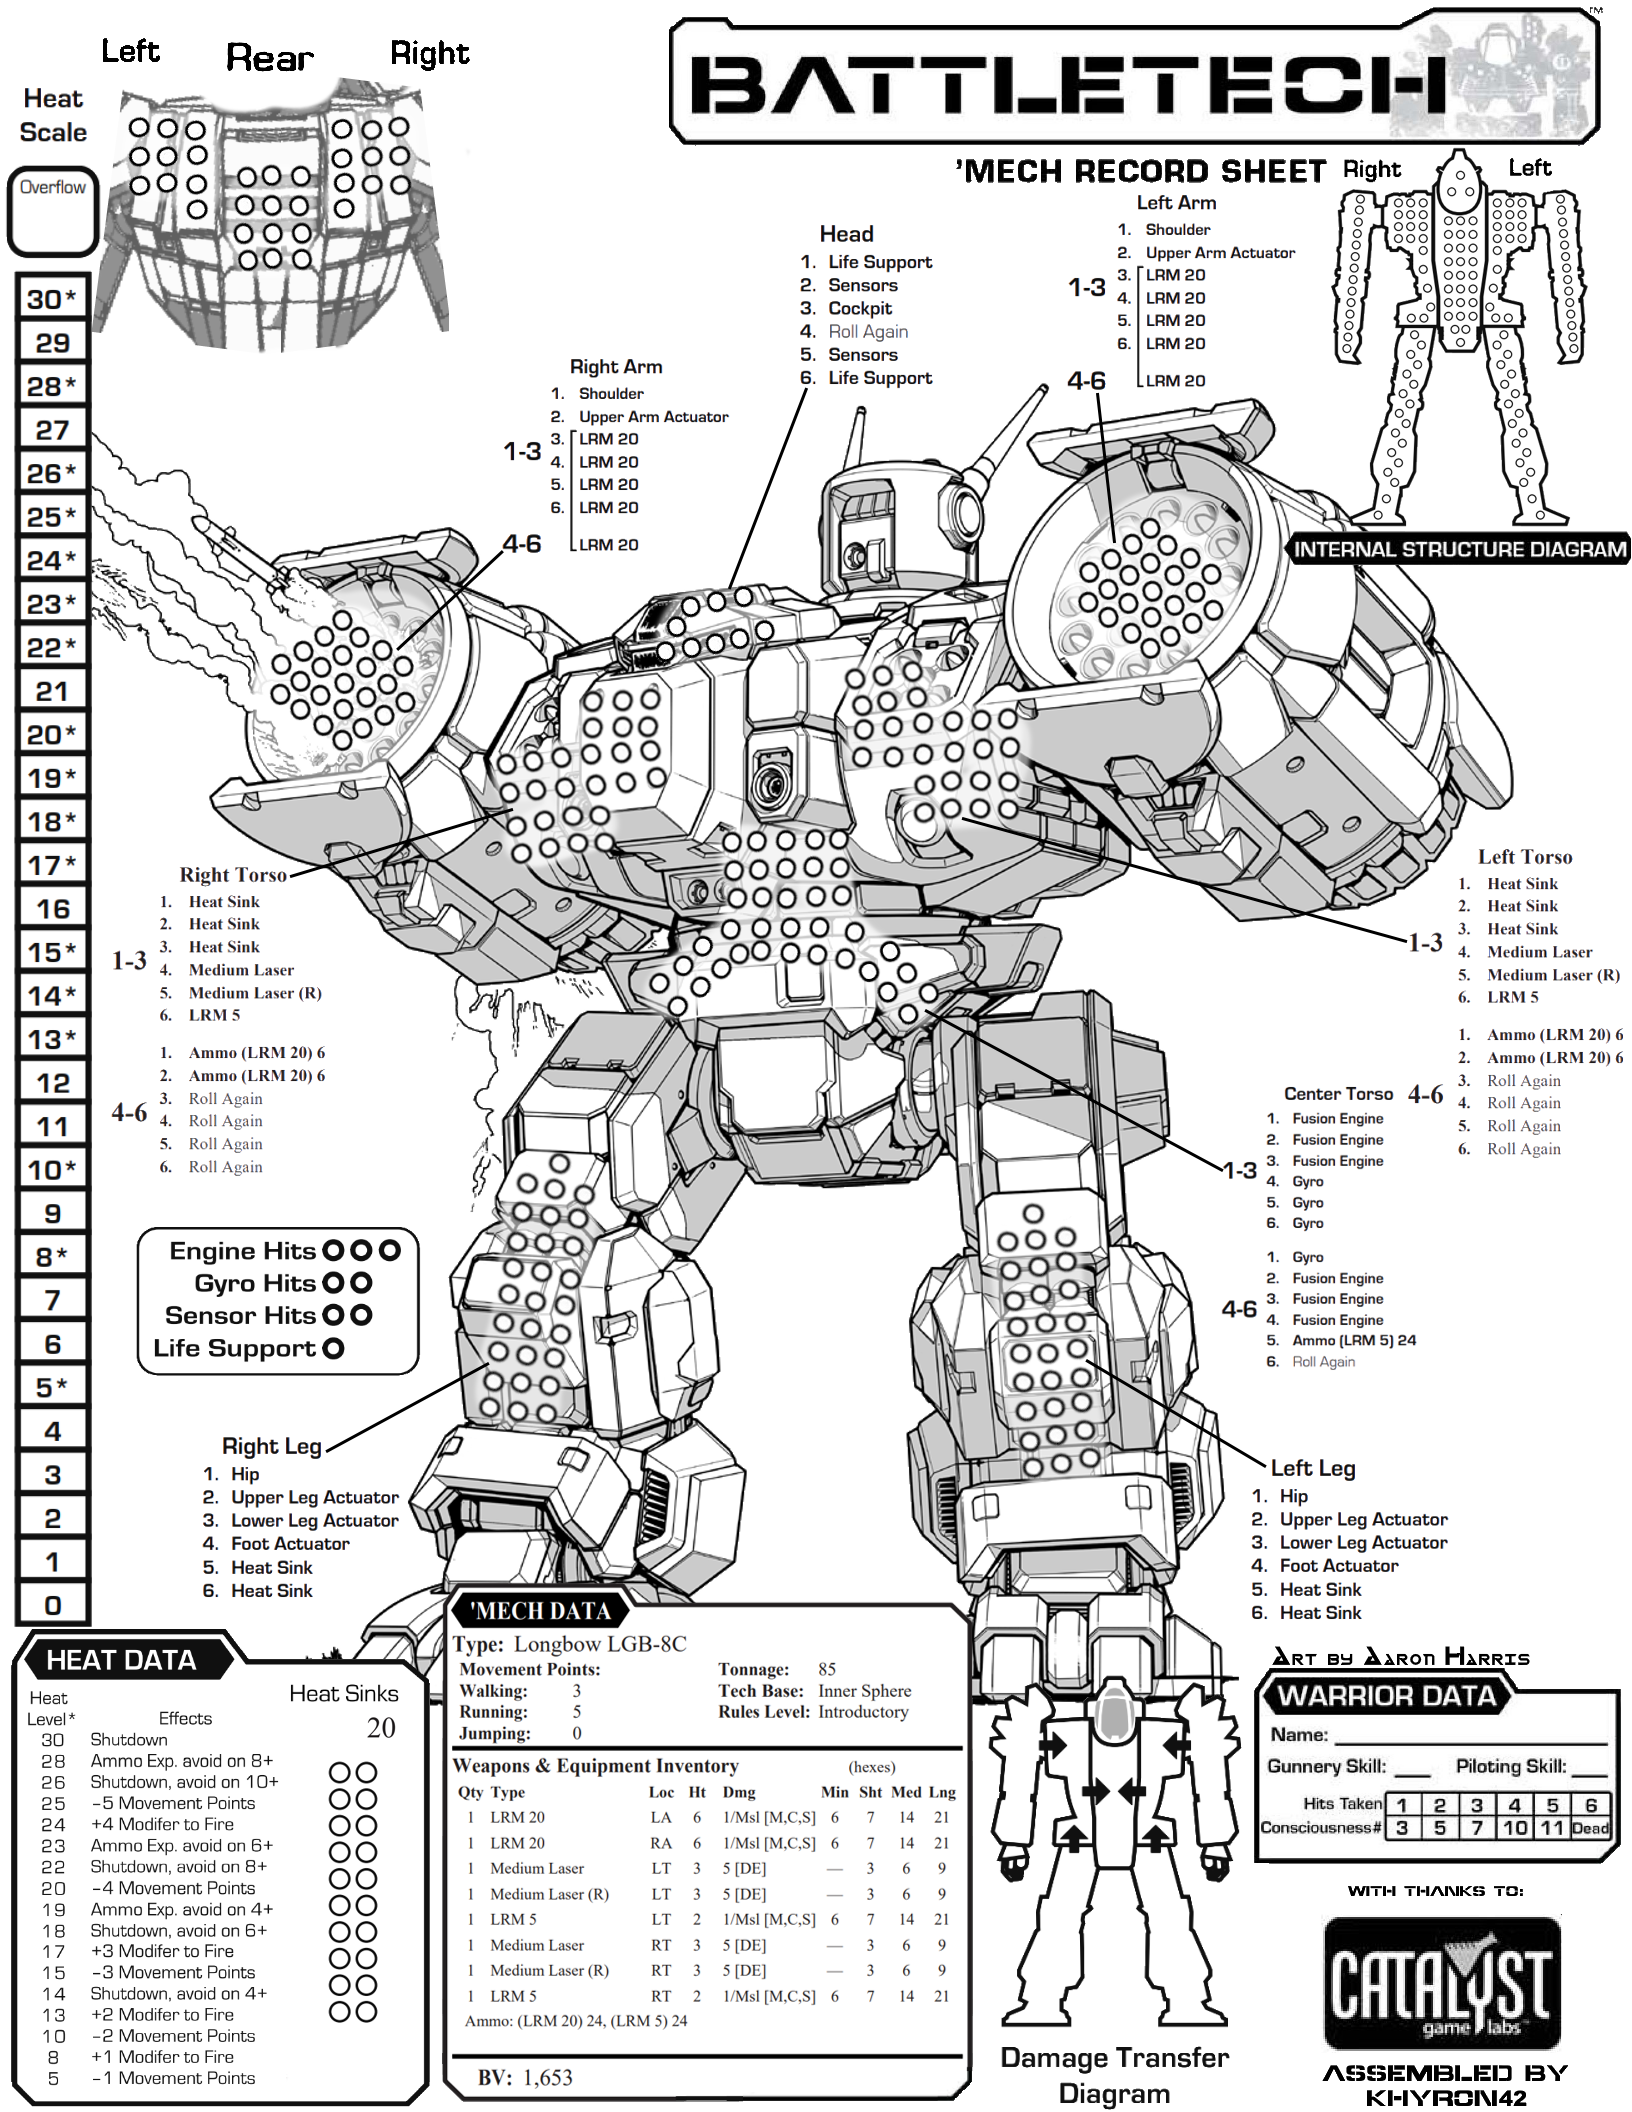 BATTLETECH
™
'MECH RECORD SHEET
Left
Rear
Right
Heat
Scale
Overflow
30*
29
28*
27
26*
25*
24*
23*
22*
21
20*
19*
18*
17*
16
15*
14*
13*
12
11
10*
9
8*
7
6
5*
4
3
2
1
0
Right
Left
INTERNAL STRUCTURE DIAGRAM
Head
1. Life Support
2. Sensors
3. Cockpit
4. Roll Again
5. Sensors
6. Life Support
Left Arm
1. Shoulder
2. Upper Arm Actuator
1-3
3. LRM 20
4. LRM 20
5. LRM 20
6. LRM 20
4-6
LRM 20
Right Arm
1. Shoulder
2. Upper Arm Actuator
1-3
3. LRM 20
4. LRM 20
5. LRM 20
6. LRM 20
4-6
LRM 20
Right Torso
1-3
1. Heat Sink
2. Heat Sink
3. Heat Sink
4. Medium Laser
5. Medium Laser (R)
6. LRM 5
4-6
1. Ammo (LRM 20) 6
2. Ammo (LRM 20) 6
3. Roll Again
4. Roll Again
5. Roll Again
6. Roll Again
Left Torso
1-3
1. Heat Sink
2. Heat Sink
3. Heat Sink
4. Medium Laser
5. Medium Laser (R)
6. LRM 5
4-6
1. Ammo (LRM 20) 6
2. Ammo (LRM 20) 6
3. Roll Again
4. Roll Again
5. Roll Again
6. Roll Again
Center Torso
1-3
1. Fusion Engine
2. Fusion Engine
3. Fusion Engine
4. Gyro
5. Gyro
6. Gyro
4-6
1. Gyro
2. Fusion Engine
3. Fusion Engine
4. Fusion Engine
5. Ammo (LRM 5) 24
6. Roll Again
Engine Hits
Gyro Hits
Sensor Hits
Life Support
Right Leg
1. Hip
2. Upper Leg Actuator
3. Lower Leg Actuator
4. Foot Actuator
5. Heat Sink
6. Heat Sink
Left Leg
1. Hip
2. Upper Leg Actuator
3. Lower Leg Actuator
4. Foot Actuator
5. Heat Sink
6. Heat Sink
HEAT DATA
Heat Sinks
20
Heat
Level* Effects
30 Shutdown
28 Ammo Exp. avoid on 8+
26 Shutdown, avoid on 10+
25 -5 Movement Points
24 +4 Modifer to Fire
23 Ammo Exp. avoid on 6+
22 Shutdown, avoid on 8+
20 -4 Movement Points
19 Ammo Exp. avoid on 4+
18 Shutdown, avoid on 6+
17 +3 Modifer to Fire
15 -3 Movement Points
14 Shutdown, avoid on 4+
13 +2 Modifer to Fire
10 -2 Movement Points
8 +1 Modifer to Fire
5 -1 Movement Points
'MECH DATA
Type: Longbow LGB-8C
Movement Points:
Walking: 3
Running: 5
Jumping: 0
Tonnage: 85
Tech Base: Inner Sphere
Rules Level: Introductory
Weapons & Equipment Inventory (hexes)
Qty Type Loc Ht Dmg Min Sht Med Lng
1 LRM 20 LA 6 1/Msl [M,C,S] 6 7 14 21
1 LRM 20 RA 6 1/Msl [M,C,S] 6 7 14 21
1 Medium Laser LT 3 5 [DE] — 3 6 9
1 Medium Laser (R) LT 3 5 [DE] — 3 6 9
1 LRM 5 LT 2 1/Msl [M,C,S] 6 7 14 21
1 Medium Laser RT 3 5 [DE] — 3 6 9
1 Medium Laser (R) RT 3 5 [DE] — 3 6 9
1 LRM 5 RT 2 1/Msl [M,C,S] 6 7 14 21
Ammo: (LRM 20) 24, (LRM 5) 24
BV: 1,653
Damage Transfer
Diagram
ART BY AARON HARRIS
WARRIOR DATA
Name:
Gunnery Skill: Piloting Skill:
Hits Taken 1 2 3 4 5 6
Consciousness# 3 5 7 10 11 Dead
WITH THANKS TO:
CATALYST
game labs
ASSEMBLED BY
KHYRON42